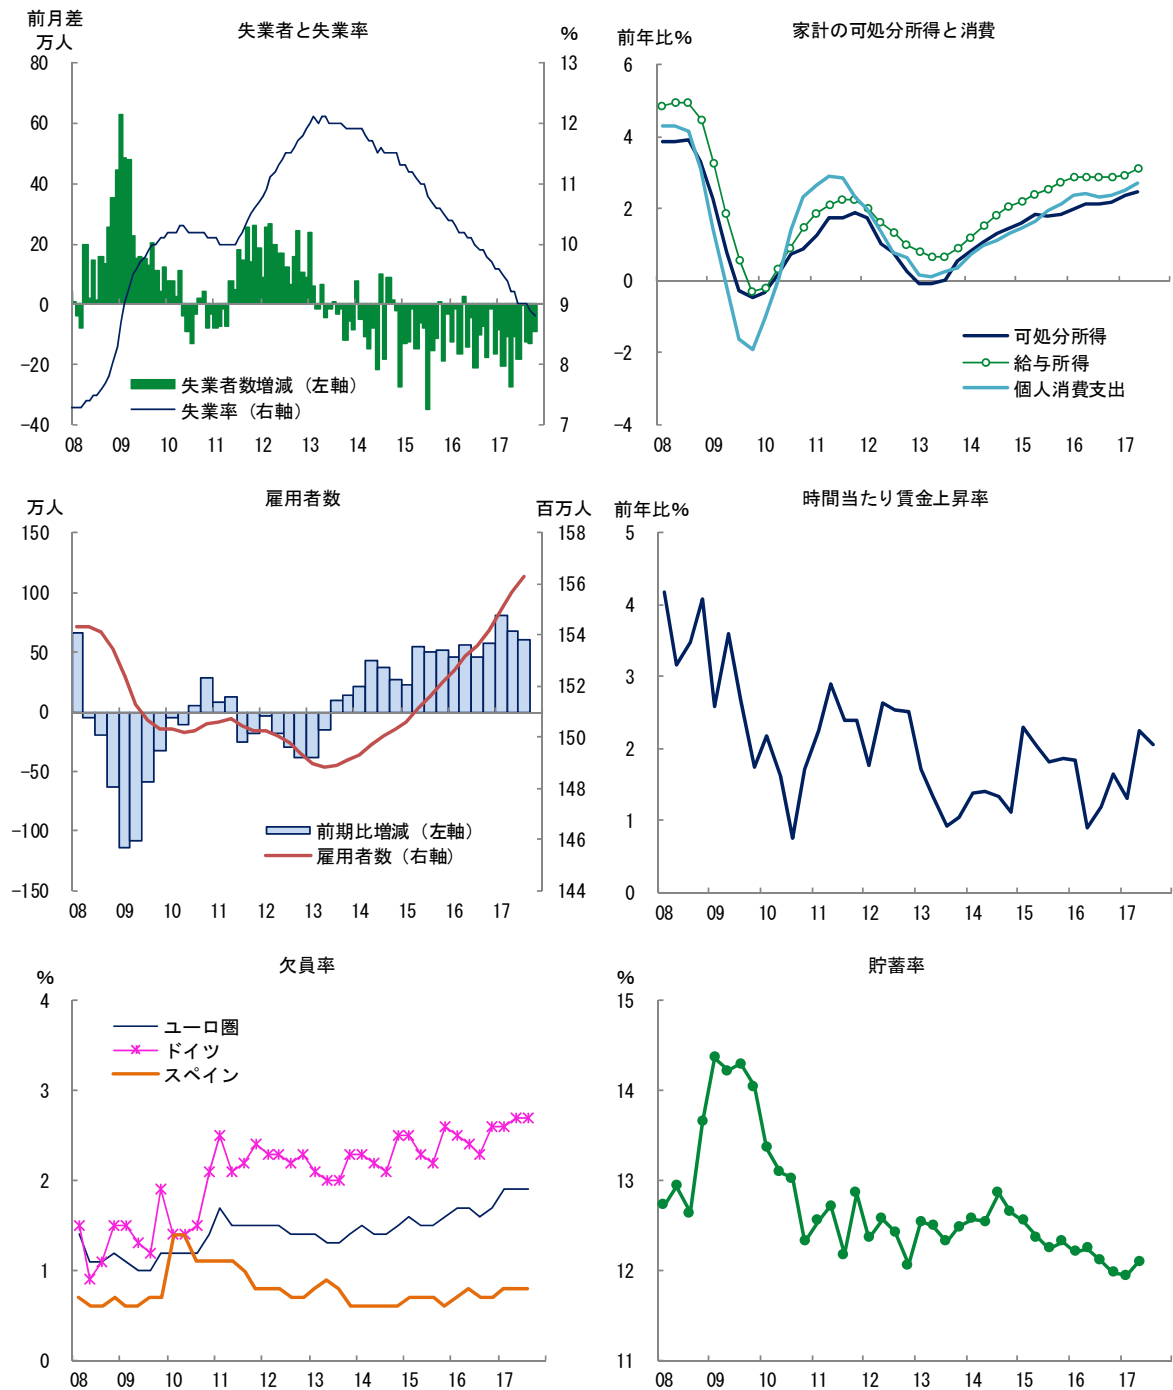 失業者と失業率
前月差
万人
%
80
60
40
20
0
−20
−40
13
12
11
10
9
8
7
失業者数増減（左軸）
失業率（右軸）
08 09 10 11 12 13 14 15 16 17
家計の可処分所得と消費
前年比%
6
4
2
0
−2
−4
可処分所得
給与所得
個人消費支出
08 09 10 11 12 13 14 15 16 17
雇用者数
万人
百万人
150
100
50
0
−50
−100
−150
158
156
154
152
150
148
146
144
前期比増減（左軸）
雇用者数（右軸）
08 09 10 11 12 13 14 15 16 17
時間当たり賃金上昇率
前年比%
5
4
3
2
1
0
08 09 10 11 12 13 14 15 16 17
欠員率
%
4
3
2
1
0
ユーロ圏
ドイツ
スペイン
08 09 10 11 12 13 14 15 16 17
貯蓄率
%
15
14
13
12
11
08 09 10 11 12 13 14 15 16 17